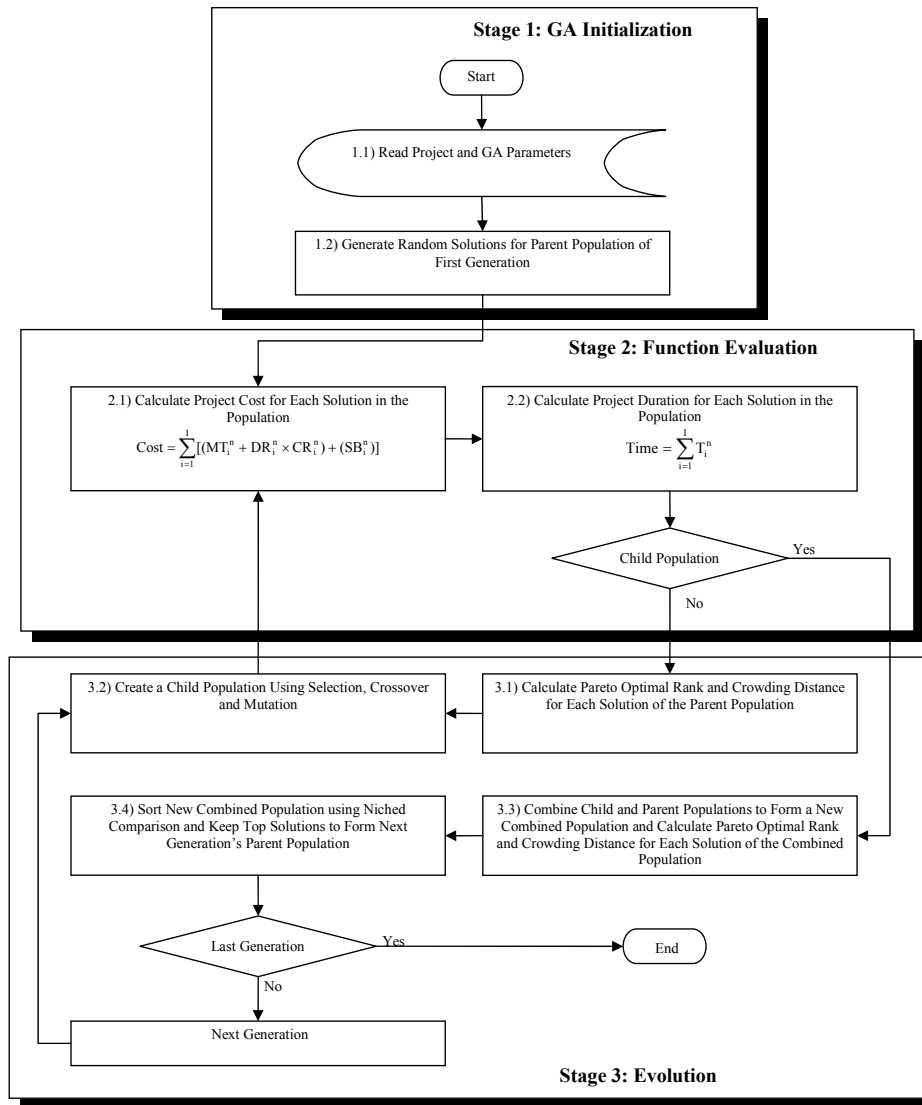 Stage 1: GA Initialization
Start
1.1) Read Project and GA Parameters
1.2) Generate Random Solutions for Parent Population of
First Generation
Stage 2: Function Evaluation
2.1) Calculate Project Cost for Each Solution in the
Population
Cost = ∑_{i=1}^{I} [(MT_i^n + DR_i^n × CR_i^n) + (SB_i^n)]
2.2) Calculate Project Duration for Each Solution in the
Population
Time = ∑_{i=1}^{I} T_i^n
Child Population
Yes
No
3.2) Create a Child Population Using Selection, Crossover
and Mutation
3.1) Calculate Pareto Optimal Rank and Crowding Distance
for Each Solution of the Parent Population
3.4) Sort New Combined Population using Niched
Comparison and Keep Top Solutions to Form Next
Generation's Parent Population
3.3) Combine Child and Parent Populations to Form a New
Combined Population and Calculate Pareto Optimal Rank
and Crowding Distance for Each Solution of the Combined
Population
Last Generation
Yes
End
No
Next Generation
Stage 3: Evolution